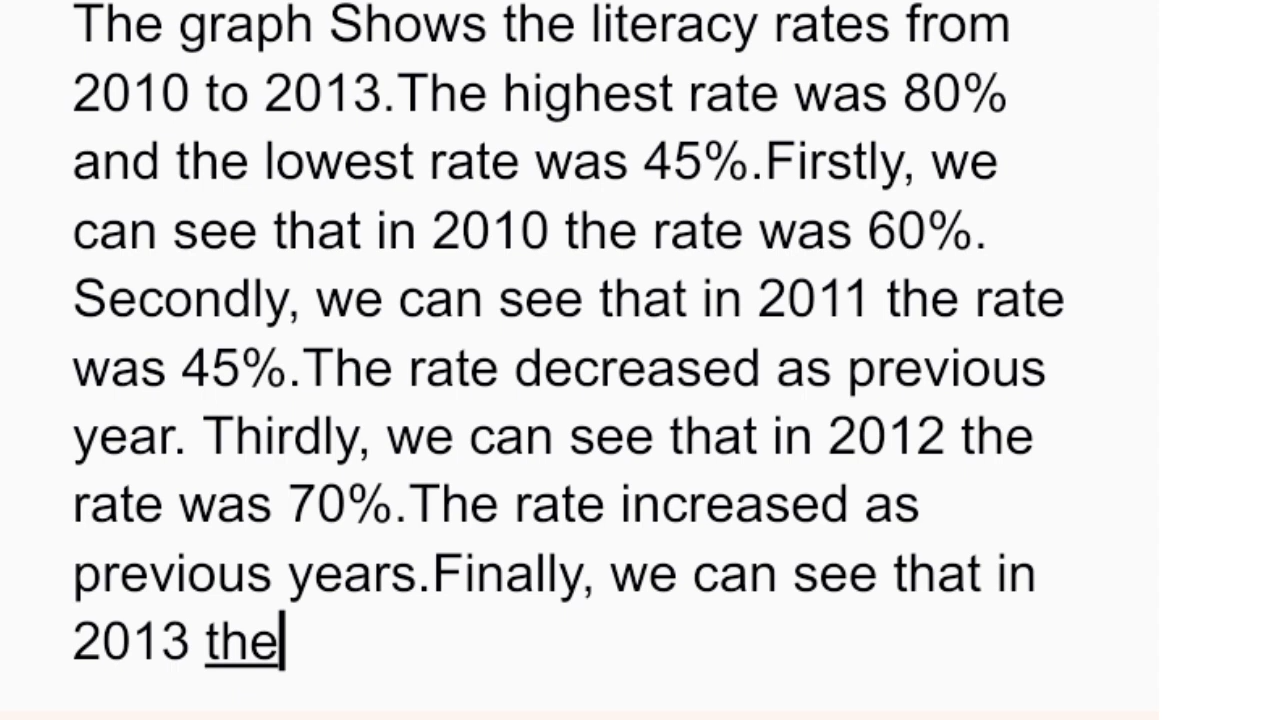 The graph Shows the literacy rates from
2010 to 2013.The highest rate was 80%
and the lowest rate was 45%.Firstly, we
can see that in 2010 the rate was 60%.
Secondly, we can see that in 2011 the rate
was 45%.The rate decreased as previous
year. Thirdly, we can see that in 2012 the
rate was 70%.The rate increased as
previous years.Finally, we can see that in
2013 the